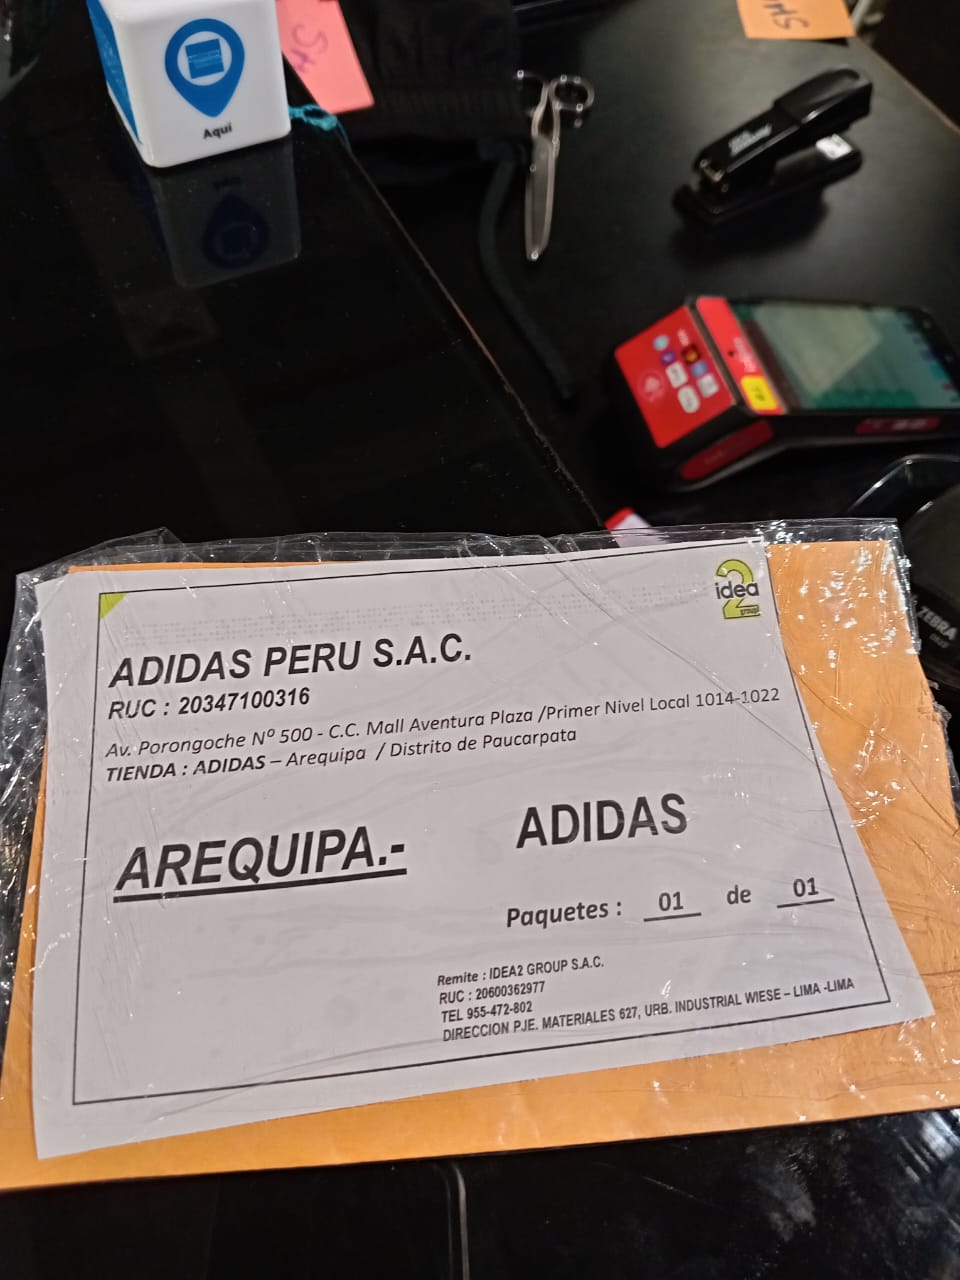 Aqui
idea
2
group
ADIDAS PERU S.A.C.
RUC : 20347100316
Av. Porongoche Nº 500 - C.C. Mall Aventura Plaza /Primer Nivel Local 1014-1022
TIENDA : ADIDAS – Arequipa / Distrito de Paucarpata
AREQUIPA.- ADIDAS
Paquetes : 01 de 01
Remite : IDEA2 GROUP S.A.C.
RUC : 20600362977
TEL 955-472-802
DIRECCION PJE. MATERIALES 627, URB. INDUSTRIAL WIESE – LIMA -LIMA
ZEBRA